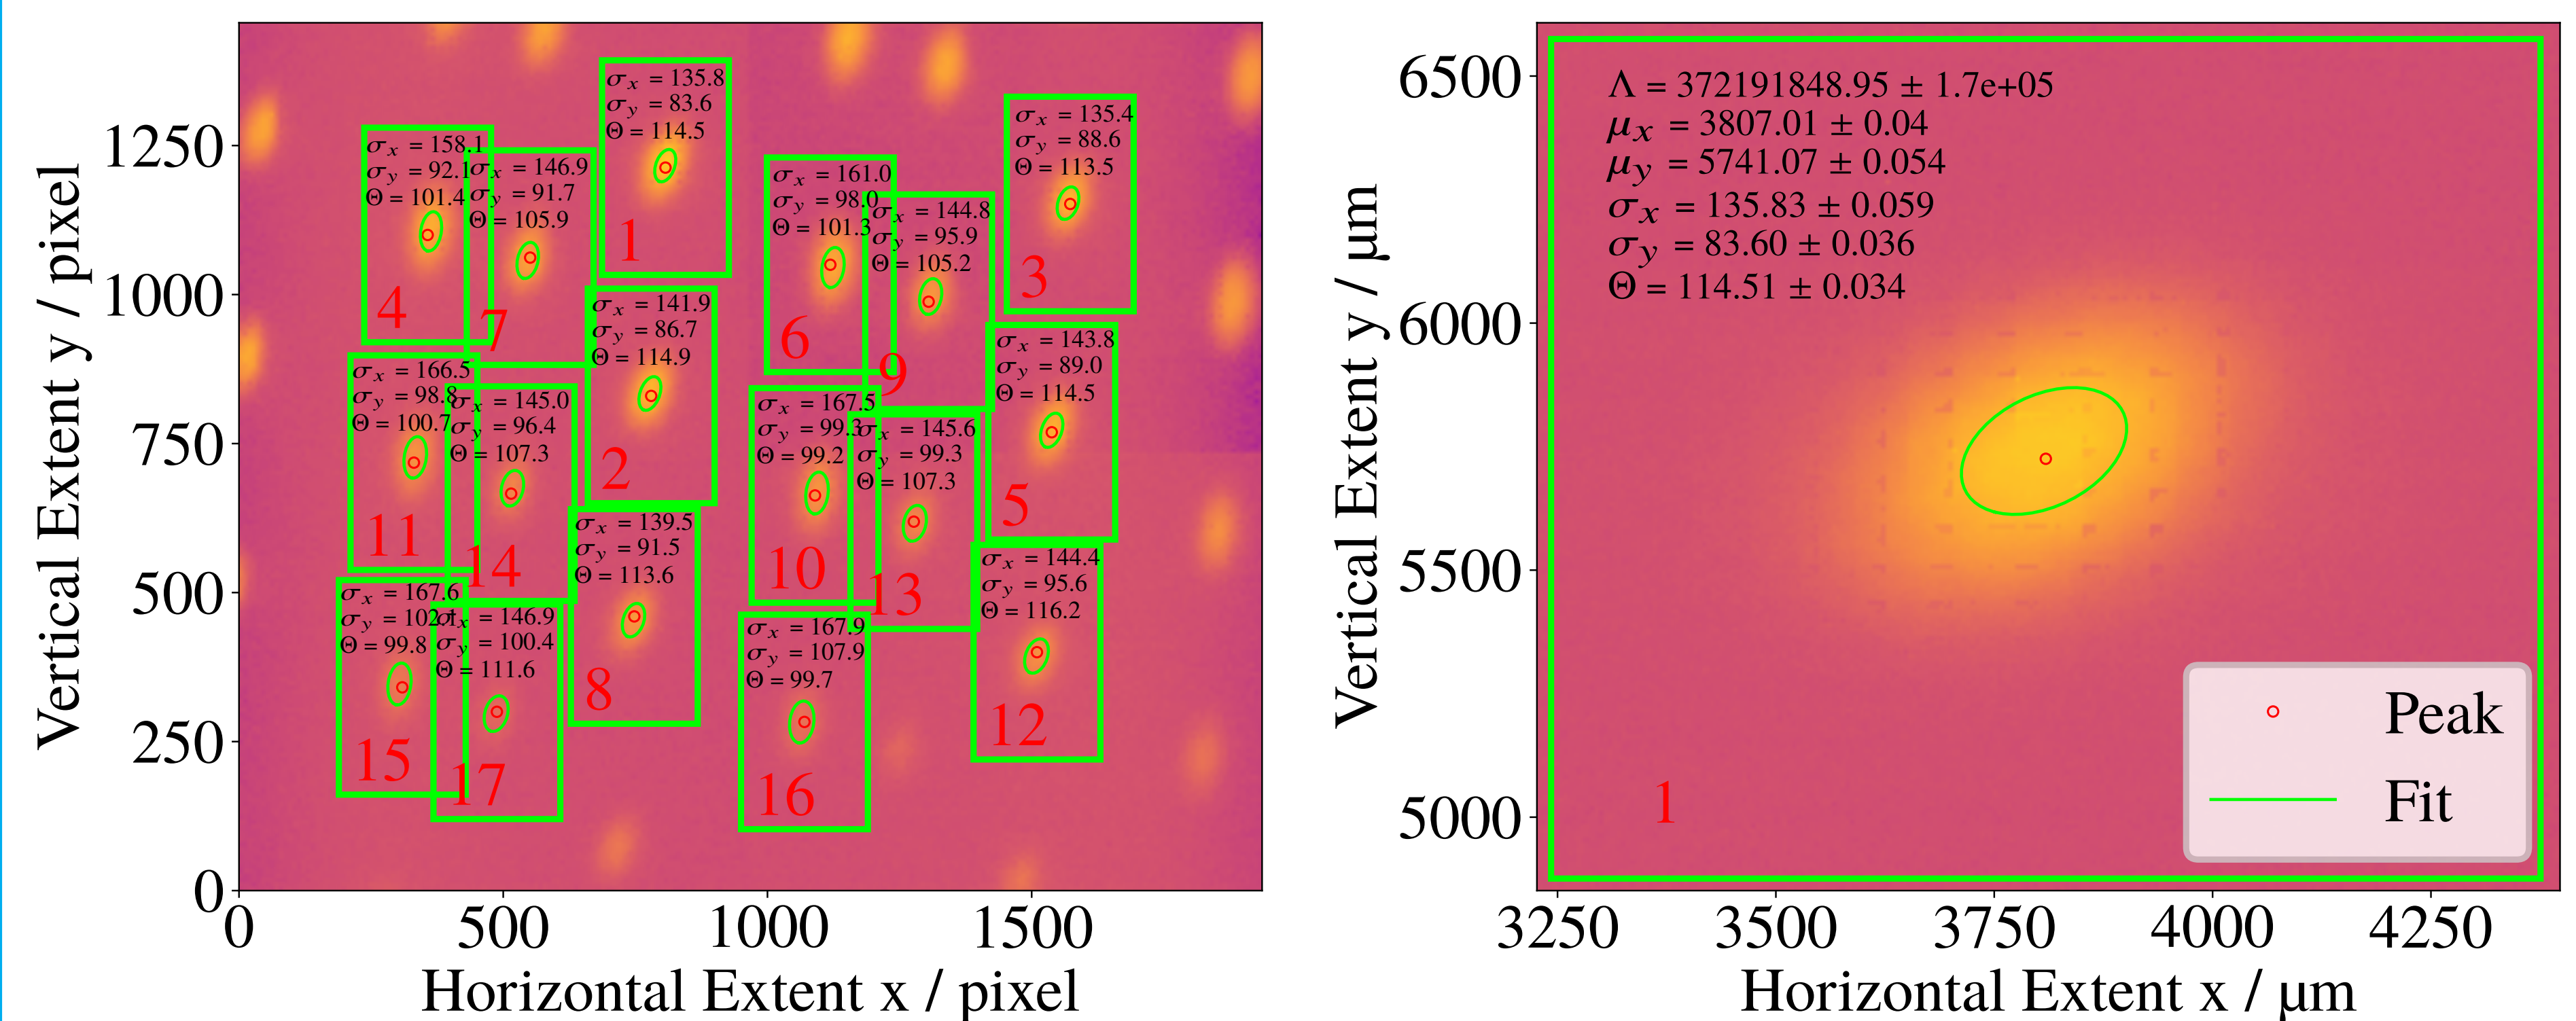 Vertical Extent y / pixel
1250
1000
750
500
250
0
0 500 1000 1500
Horizontal Extent x / pixel
σx = 135.8
σy = 83.6
Θ = 114.5
1
σx = 135.4
σy = 88.6
Θ = 113.5
3
σx = 158.1
σy = 92.1
Θ = 101.4
4
σx = 146.9
σy = 91.7
Θ = 105.9
7
σx = 161.0
σy = 98.0
Θ = 101.3
6
σx = 144.8
σy = 95.9
Θ = 105.2
9
σx = 141.9
σy = 86.7
Θ = 114.9
2
σx = 143.8
σy = 89.0
Θ = 114.5
5
σx = 166.5
σy = 98.8
Θ = 100.7
11
σx = 145.0
σy = 96.4
Θ = 107.3
14
σx = 167.5
σy = 99.3
Θ = 99.2
10
σx = 145.6
σy = 99.3
Θ = 107.3
13
σx = 139.5
σy = 91.5
Θ = 113.6
8
σx = 144.4
σy = 95.6
Θ = 116.2
12
σx = 167.6
σy = 102.1
Θ = 99.8
15
σx = 146.9
σy = 100.4
Θ = 111.6
17
σx = 167.9
σy = 107.9
Θ = 99.7
16
Vertical Extent y / μm
6500
6000
5500
5000
3250 3500 3750 4000 4250
Horizontal Extent x / μm
Λ = 372191848.95 ± 1.7e+05
μx = 3807.01 ± 0.04
μy = 5741.07 ± 0.054
σx = 135.83 ± 0.059
σy = 83.60 ± 0.036
Θ = 114.51 ± 0.034
1
Peak
Fit